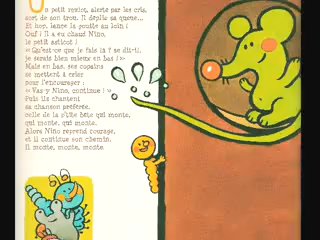 Un petit rongeur, alerté par les cris,
sort de son trou. Il déplie sa queue...
Et hop, lance la goutte au loin !
Ouf ! Il a eu chaud Nino,
le petit asticot !
« Qu'est-ce que je fais là ? se dit-il,
je serais bien mieux en bas ! »
Mais en bas, ses copains
se mettent à crier
pour l'encourager :
« Vas-y Nino, continue ! »
Puis ils chantent
sa chanson préférée,
celle de la p'tite bête qui monte,
qui monte, qui monte.
Alors Nino reprend courage,
et il continue son chemin.
Il monte, monte, monte